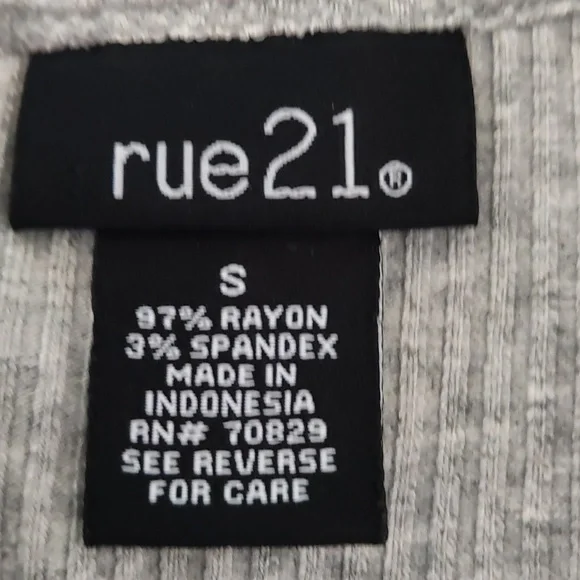 rue21®
S
97% RAYON
3% SPANDEX
MADE IN
INDONESIA
RN# 70829
SEE REVERSE
FOR CARE